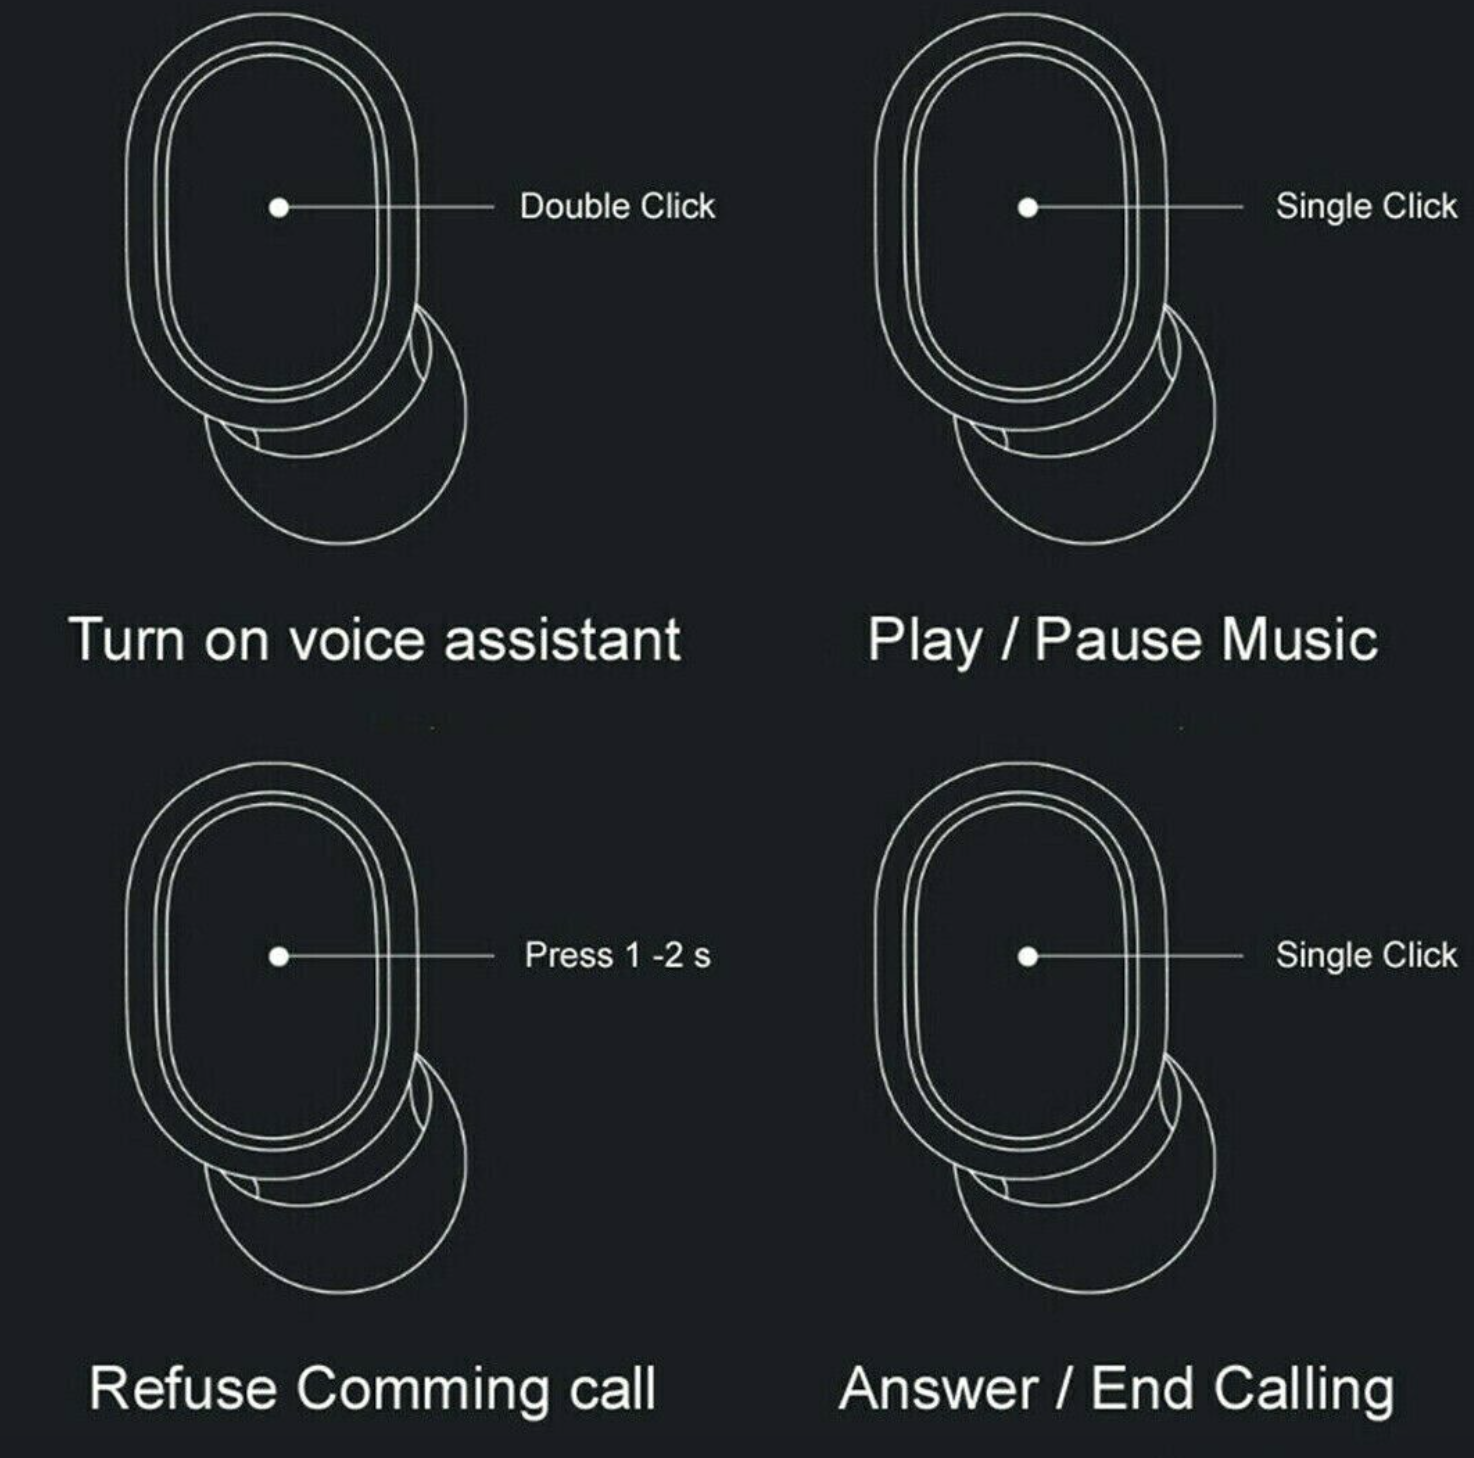 Double Click
Single Click
Turn on voice assistant
Play / Pause Music
Press 1 -2 s
Single Click
Refuse Comming call
Answer / End Calling